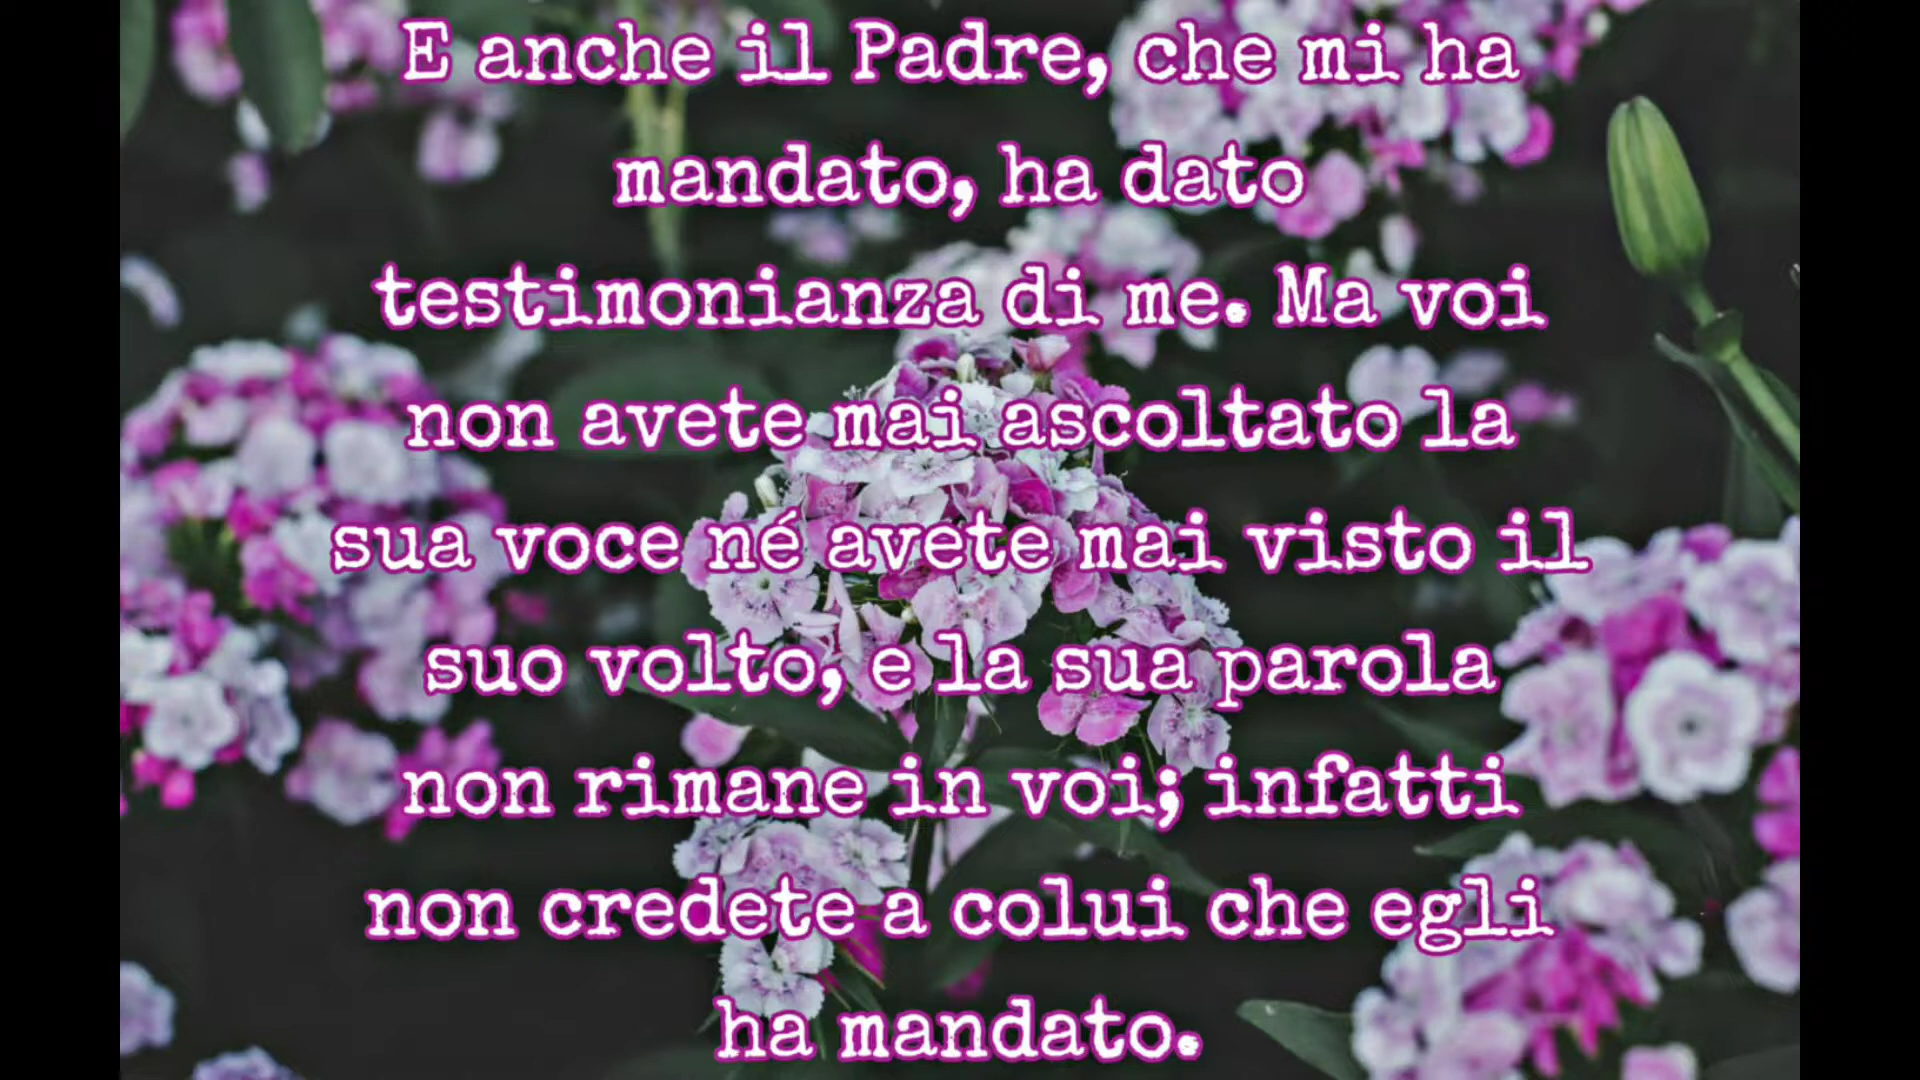 E anche il Padre, che mi ha
mandato, ha dato
testimonianza di me. Ma voi
non avete mai ascoltato la
sua voce né avete mai visto il
suo volto, e la sua parola
non rimane in voi; infatti
non credete a colui che egli
ha mandato.